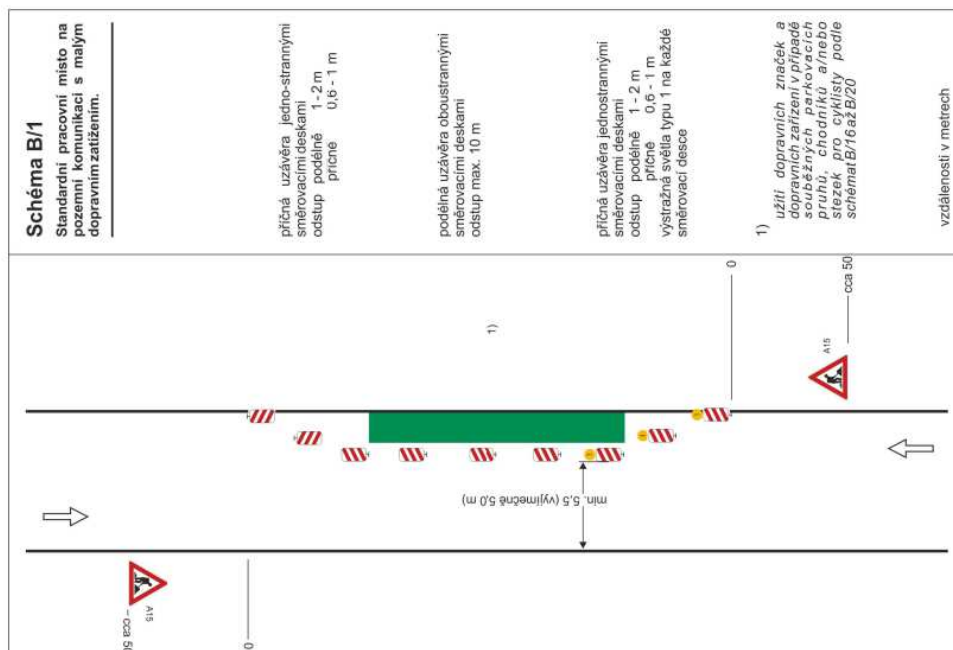 Schéma B/1
Standardní pracovní místo na
pozemní komunikaci s malým
dopravním zatížením.
příčná uzávěra jedno-strannými
směrovacími deskami
odstup podélně 1 - 2 m
příčně 0,6 - 1 m
podélná uzávěra oboustrannými
směrovacími deskami
odstup max. 10 m
příčná uzávěra jednostrannými
směrovacími deskami
odstup podélně 1 - 2 m
příčně 0,6 - 1 m
výstražná světla typu 1 na každé
směrovací desce
1)
užití dopravních značek a
dopravních zařízení v případě
souběžných parkovacích
pruhů, chodníků a/nebo
stezek pro cyklisty podle
schémat B/16 až B/20
vzdálenosti v metrech
1)
0
cca 50
A15
min. 5,5 (vyjímečně 5,0 m)
A15
cca 50
0